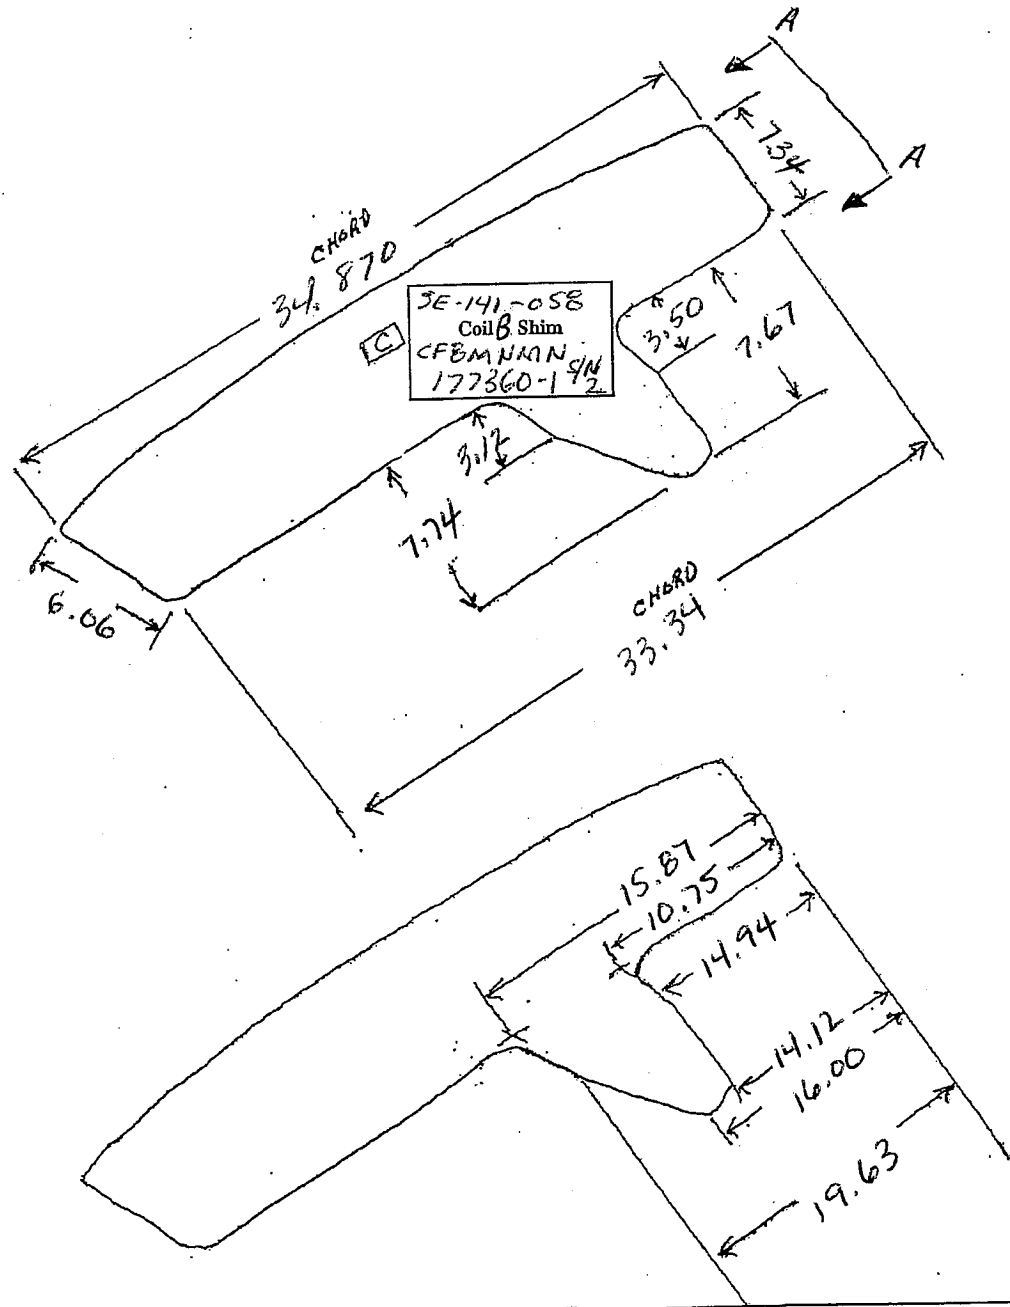 A
A
7.34
CHORD
34.870
SE-141-058
Coil B Shim
CFBMNMN
177360-1 S/N 2
C
3.50
7.67
3.12
7.74
6.06
CHORD
33.34
15.87
10.75
14.94
14.12
16.00
19.63